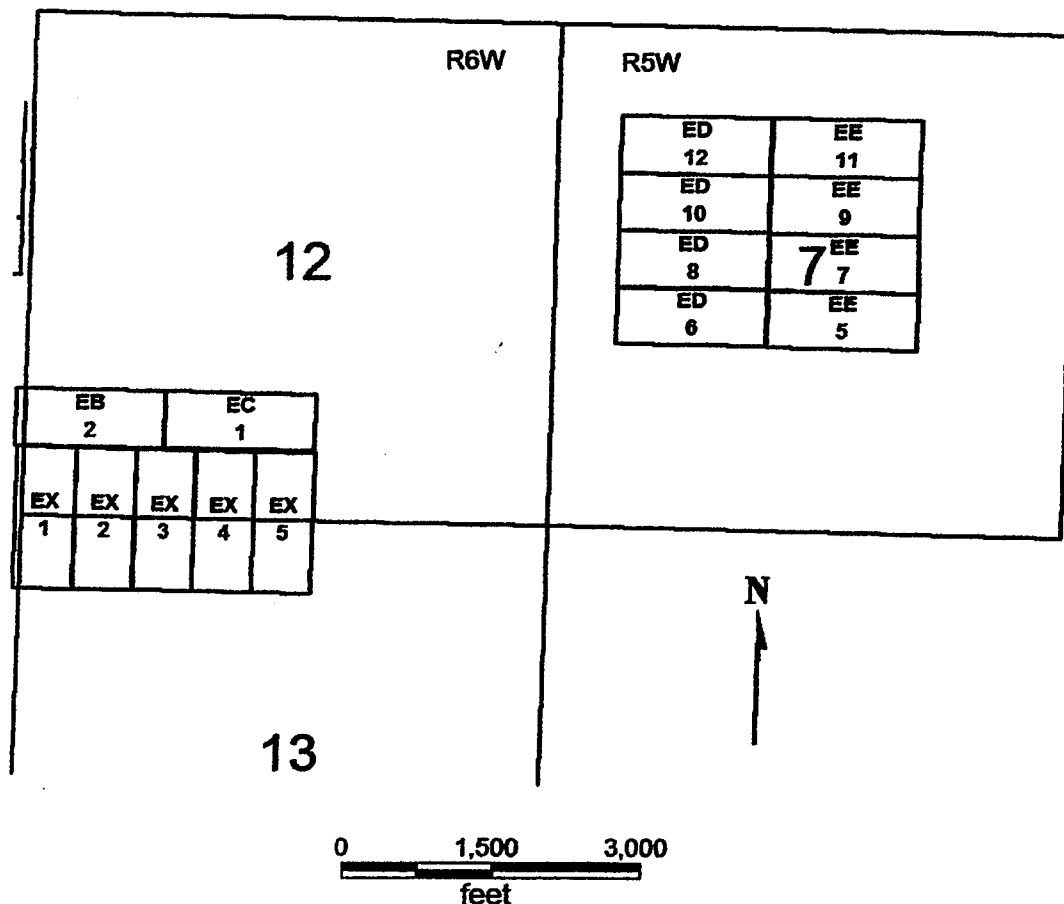 R6W
R5W
ED
12
EE
11
ED
10
EE
9
12
ED
8
7
EE
7
ED
6
EE
5
EB
2
EC
1
EX
1
EX
2
EX
3
EX
4
EX
5
N
13
0 1,500 3,000
feet